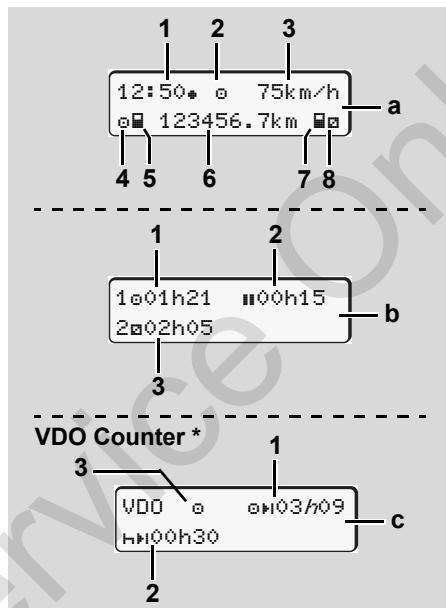 1 2 3
12:50● ⊙ 75km/h
a
⊙ 123456.7km
4 5 6 7 8
1 2
1⊙01h21 00h15
b
2 02h05
3
VDO Counter *
1
3
VDO ⊙ ⊙ 03h09
c
00h30
2